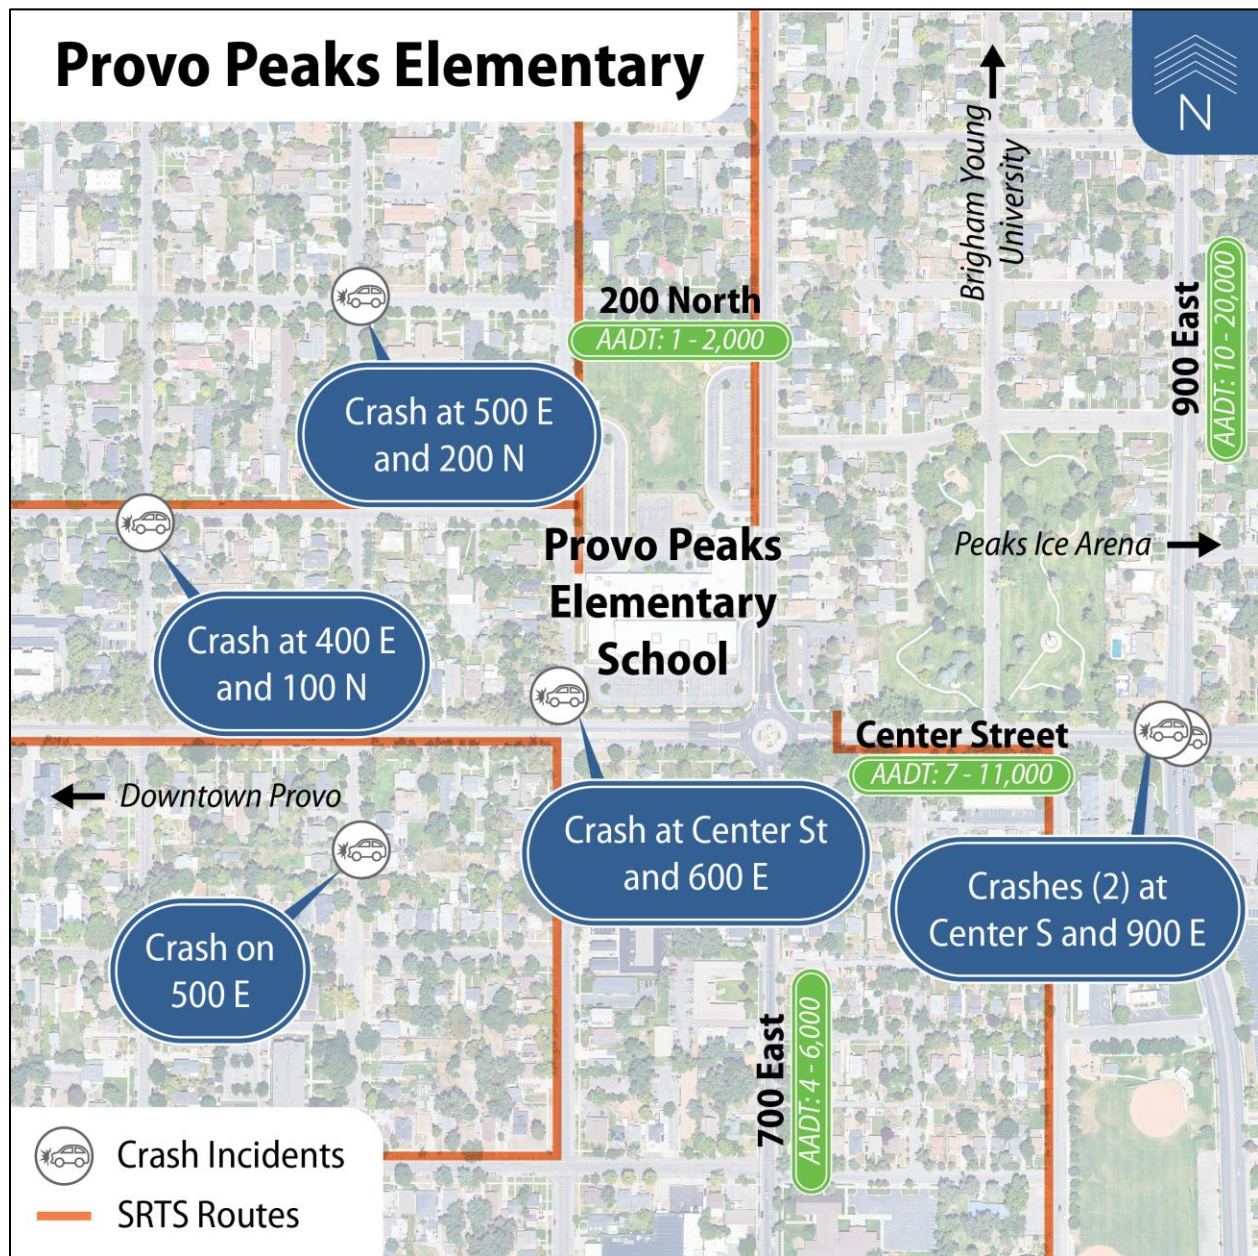 Provo Peaks Elementary
N
Brigham Young
University
200 North
AADT: 1 - 2,000
900 East
AADT: 10 - 20,000
Crash at 500 E
and 200 N
Provo Peaks
Elementary
School
Peaks Ice Arena
Crash at 400 E
and 100 N
Center Street
AADT: 7 - 11,000
Downtown Provo
Crash at Center St
and 600 E
Crashes (2) at
Center S and 900 E
Crash on
500 E
700 East
AADT: 4 - 6,000
Crash Incidents
SRTS Routes